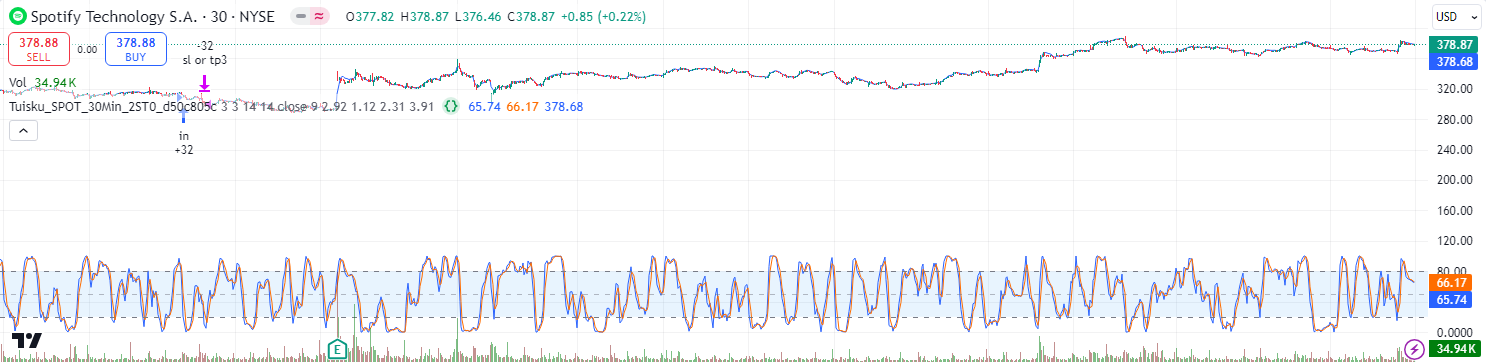 Spotify Technology S.A. · 30 · NYSE O377.82 H378.87 L376.46 C378.87 +0.85 (+0.22%) USD
378.88 SELL 0.00 378.88 BUY
-32
sl or tp3
378.87
378.68
Vol 34.94K
320.00
Tuisku_SPOT_30Min_2ST0_d50c805c 3 3 14 14 close 9 2.92 1.12 2.31 3.91 65.74 66.17 378.68
280.00
in
+32
240.00
200.00
160.00
120.00
80.00
66.17
65.74
0.0000
E
34.94K